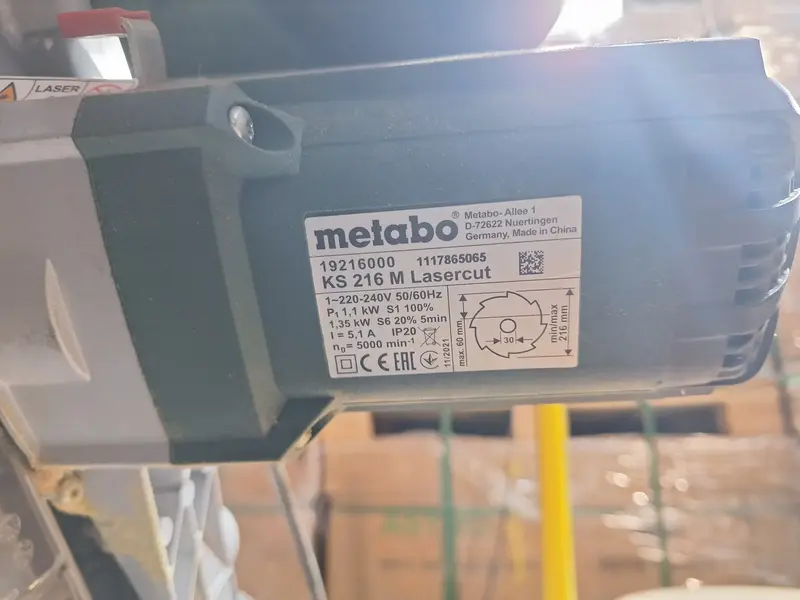 LASER
metabo®
Metabo- Allee 1
D-72622 Nuertingen
Germany, Made in China
19216000 1117865065
KS 216 M Lasercut
1~220-240V 50/60Hz
P₁ 1,1 kW S1 100%
1,35 kW S6 20% 5min
I = 5,1 A IP20
n₀= 5000 min⁻¹
CE EAC
11/2021
max. 60 mm
30
min/max
216 mm